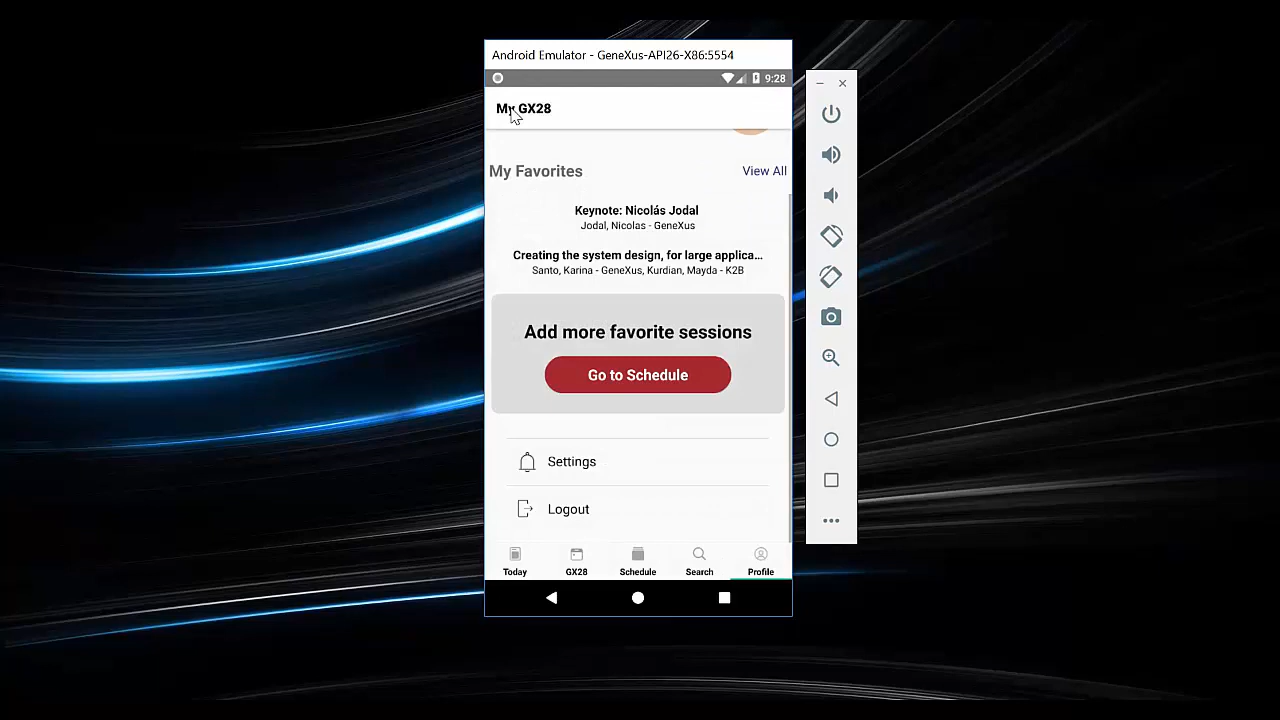 Android Emulator - GeneXus-API26-X86:5554
9:28
My GX28
My Favorites
View All
Keynote: Nicolás Jodal
Jodal, Nicolas - GeneXus
Creating the system design, for large applica...
Santo, Karina - GeneXus, Kurdian, Mayda - K2B
Add more favorite sessions
Go to Schedule
Settings
Logout
Today GX28 Schedule Search Profile